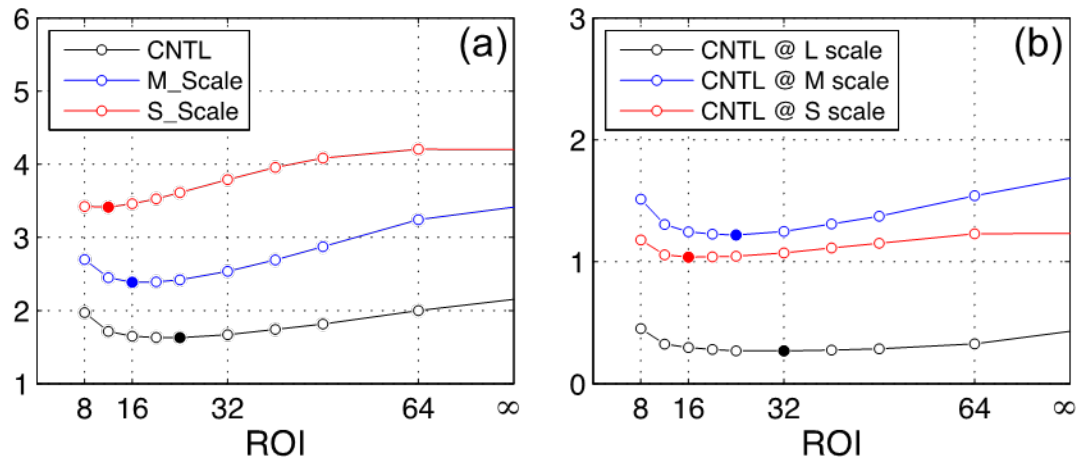 6
5
4
3
2
1
(a)
CNTL
M_Scale
S_Scale
8 16 32 64 ∞
ROI
3
2
1
0
(b)
CNTL @ L scale
CNTL @ M scale
CNTL @ S scale
8 16 32 64 ∞
ROI